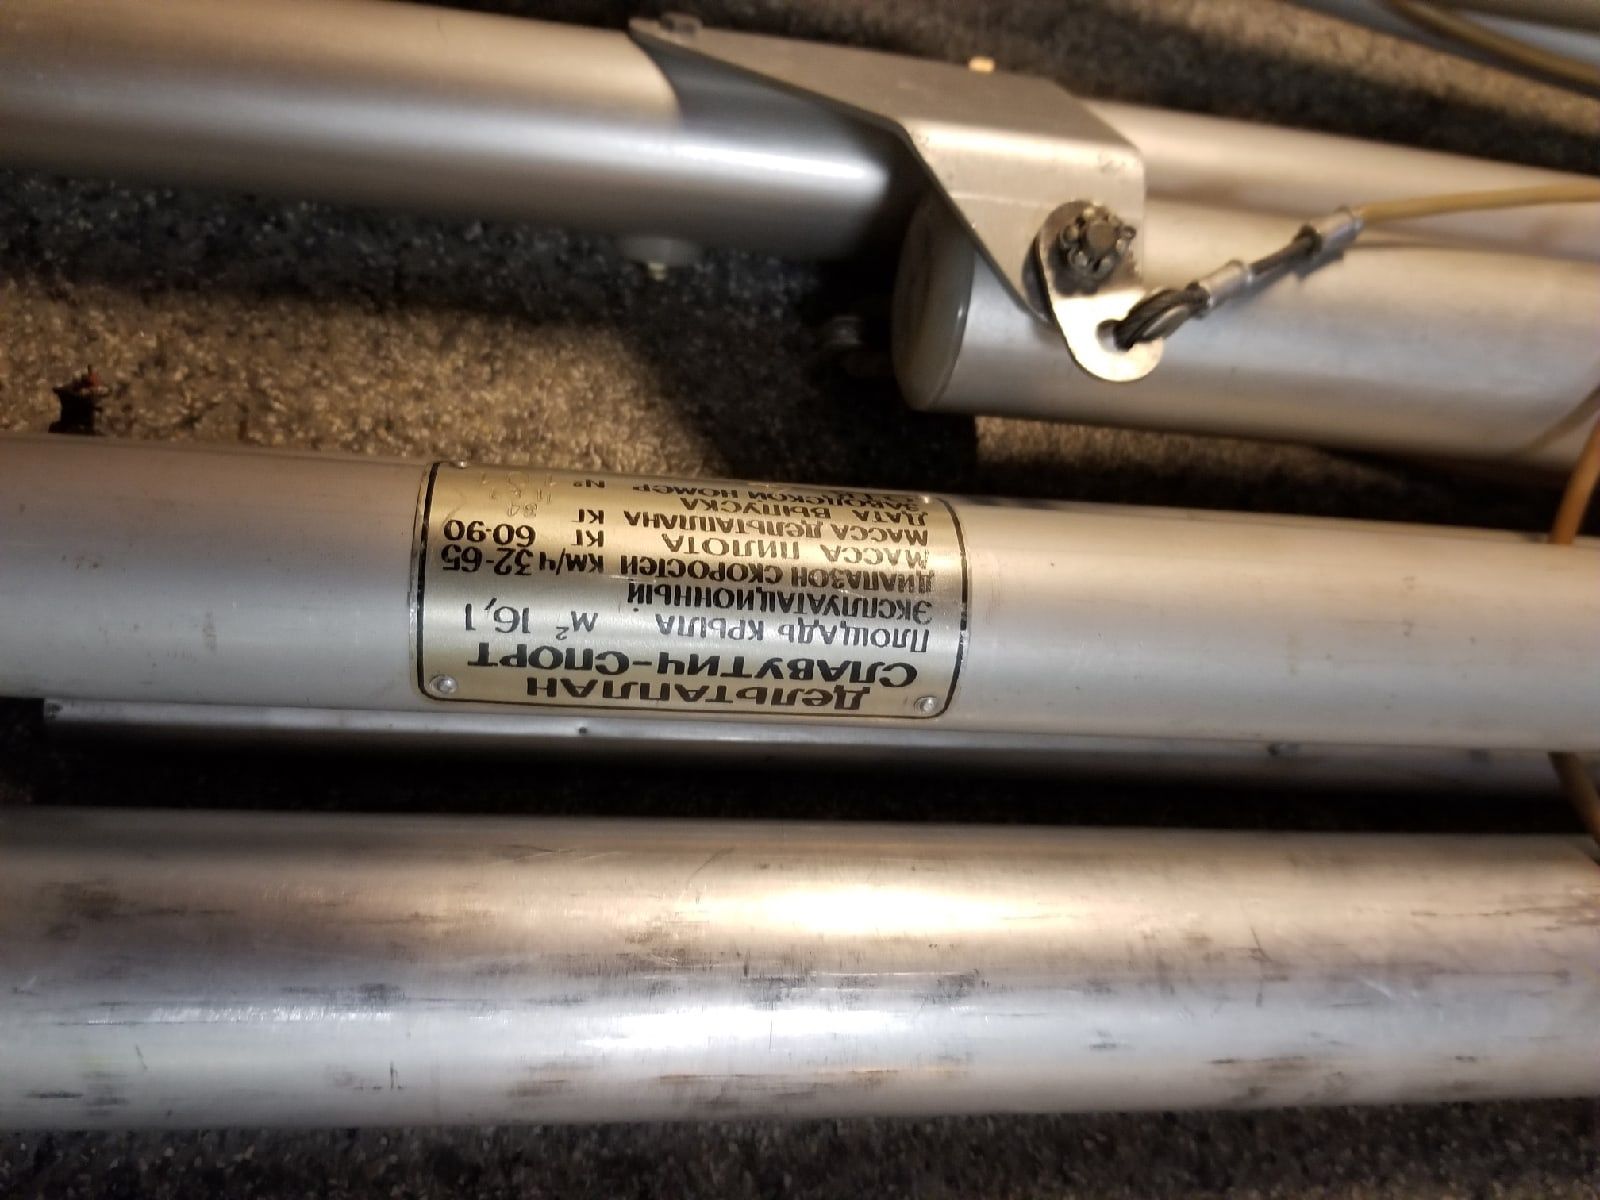 ДЕЛЬТАПЛАН
СЛАВУТИЧ-СПОРТ
ПЛОЩАДЬ КРЫЛА М² 16,1
ЭКСПЛУАТАЦИОННЫЙ
ДИАПАЗОН СКОРОСТЕЙ КМ/Ч 32-65
МАССА ПИЛОТА КГ 60-90
МАССА ДЕЛЬТАПЛАНА КГ 34
ДАТА ВЫПУСКА
ЗАВОДСКОЙ НОМЕР №